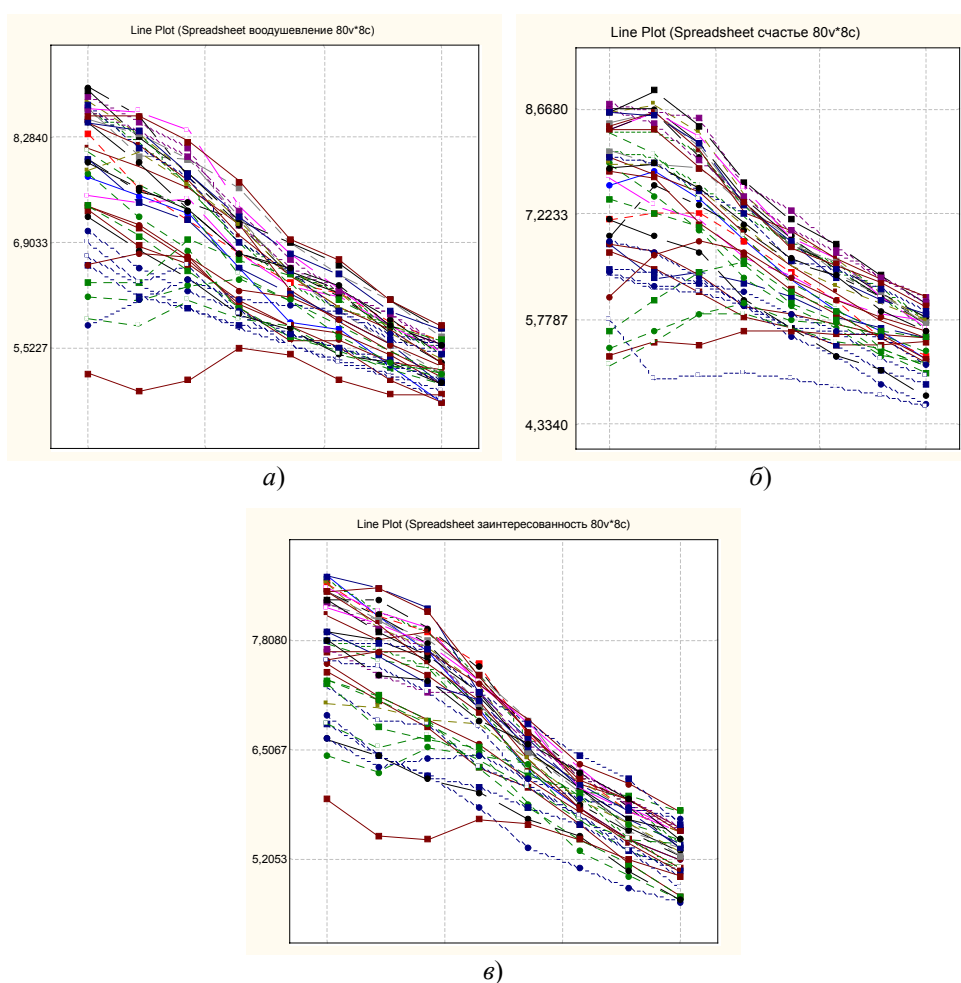 Line Plot (Spreadsheet воодушевление 80v*8c)
8,2840
6,9033
5,5227
а)
Line Plot (Spreadsheet счастье 80v*8c)
8,6680
7,2233
5,7787
4,3340
б)
Line Plot (Spreadsheet заинтересованность 80v*8c)
7,8080
6,5067
5,2053
в)